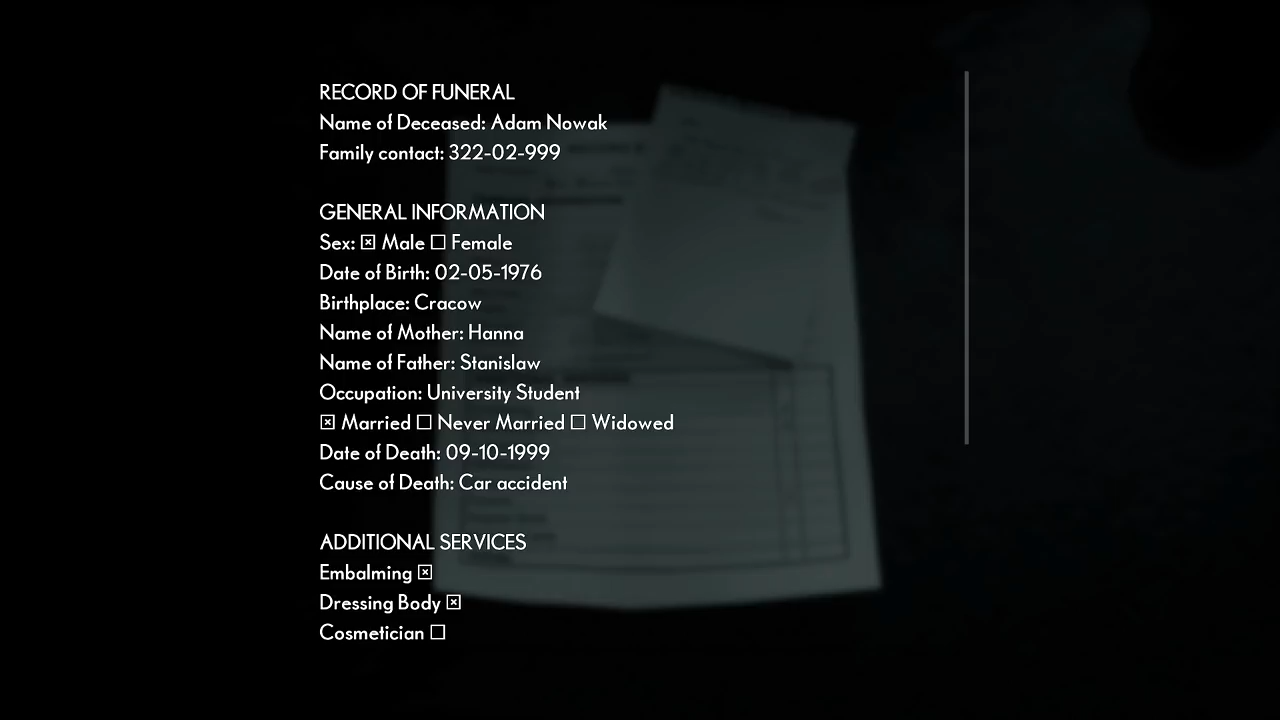 RECORD OF FUNERAL
Name of Deceased: Adam Nowak
Family contact: 322-02-999
GENERAL INFORMATION
Sex: ☒ Male ☐ Female
Date of Birth: 02-05-1976
Birthplace: Cracow
Name of Mother: Hanna
Name of Father: Stanislaw
Occupation: University Student
☒ Married ☐ Never Married ☐ Widowed
Date of Death: 09-10-1999
Cause of Death: Car accident
ADDITIONAL SERVICES
Embalming ☒
Dressing Body ☒
Cosmetician ☐